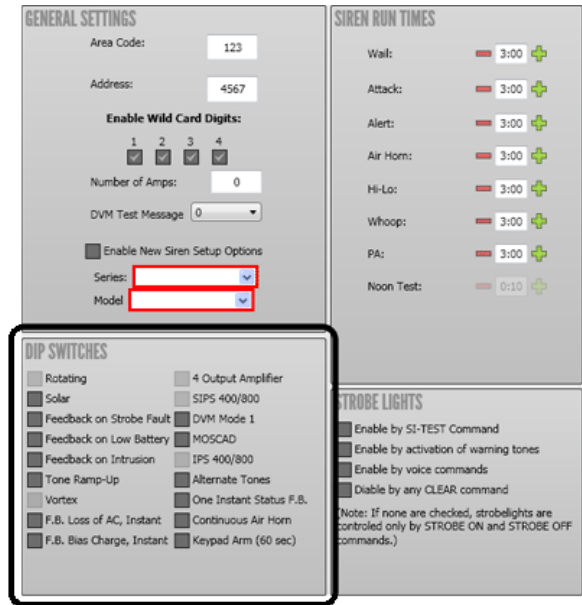 GENERAL SETTINGS
Area Code: 123
Address: 4567
Enable Wild Card Digits:
1 2 3 4
Number of Amps: 0
DVM Test Message 0
Enable New Siren Setup Options
Series:
Model
SIREN RUN TIMES
Wail: 3:00
Attack: 3:00
Alert: 3:00
Air Horn: 3:00
Hi-Lo: 3:00
Whoop: 3:00
PA: 3:00
Noon Test: 0:10
DIP SWITCHES
Rotating
Solar
Feedback on Strobe Fault
Feedback on Low Battery
Feedback on Intrusion
Tone Ramp-Up
Vortex
F.B. Loss of AC, Instant
F.B. Bias Charge, Instant
4 Output Amplifier
SIPS 400/800
DVM Mode 1
MOSCAD
IPS 400/800
Alternate Tones
One Instant Status F.B.
Continuous Air Horn
Keypad Arm (60 sec)
STROBE LIGHTS
Enable by SI-TEST Command
Enable by activation of warning tones
Enable by voice commands
Diable by any CLEAR command
(Note: If none are checked, strobelights are
controled only by STROBE ON and STROBE OFF
commands.)